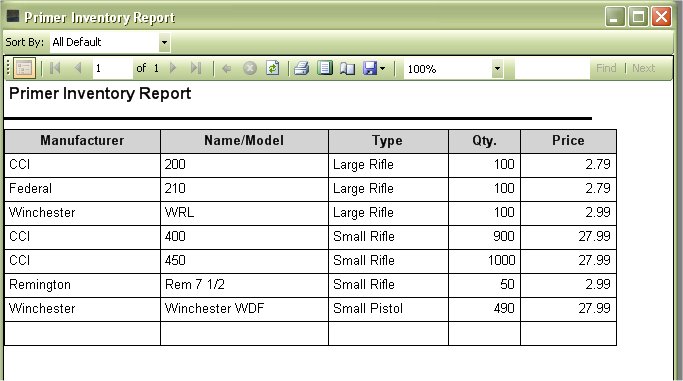 Primer Inventory Report
Sort By: All Default
1 of 1 100% Find | Next
Primer Inventory Report
Manufacturer Name/Model Type Qty. Price
CCI 200 Large Rifle 100 2.79
Federal 210 Large Rifle 100 2.79
Winchester WRL Large Rifle 100 2.99
CCI 400 Small Rifle 900 27.99
CCI 450 Small Rifle 1000 27.99
Remington Rem 7 1/2 Small Rifle 50 2.99
Winchester Winchester WDF Small Pistol 490 27.99